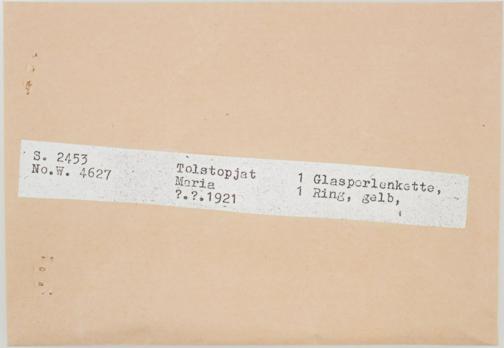 S. 2453
No.W. 4627
Tolstopjat
Maria
?.?.1921
1 Glasperlenkette,
1 Ring, gelb,